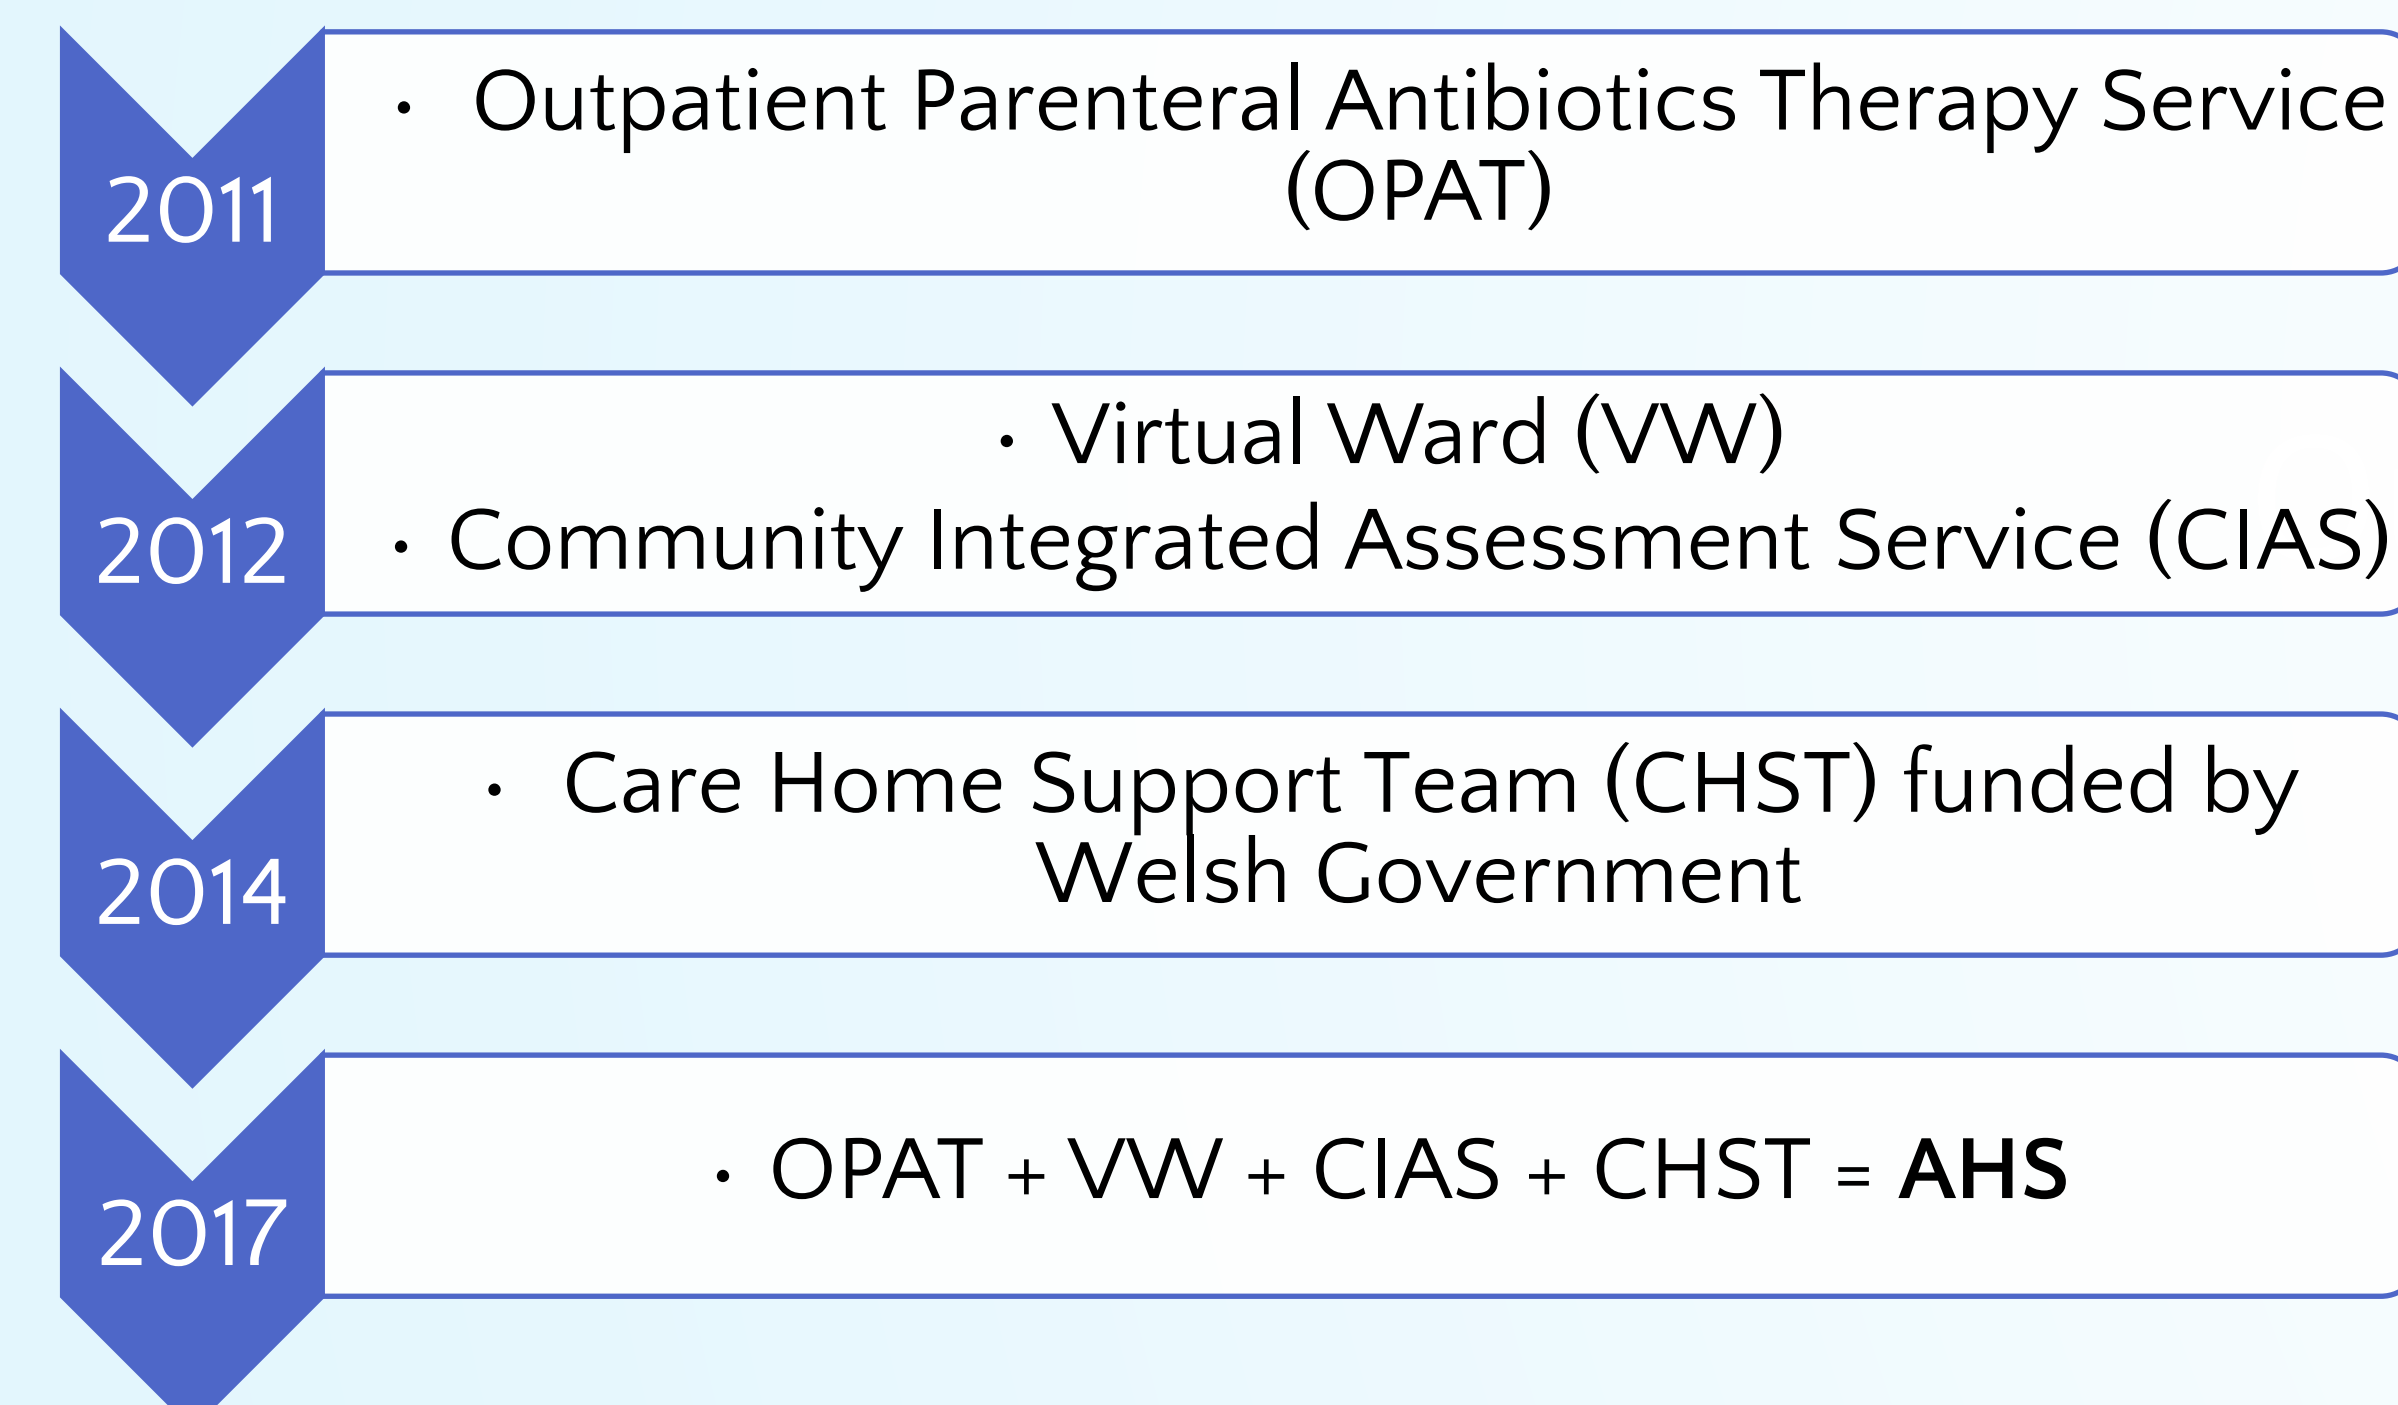 2011
• Outpatient Parenteral Antibiotics Therapy Service
(OPAT)
2012
• Virtual Ward (VW)
• Community Integrated Assessment Service (CIAS)
2014
• Care Home Support Team (CHST) funded by
Welsh Government
2017
• OPAT + VW + CIAS + CHST = AHS